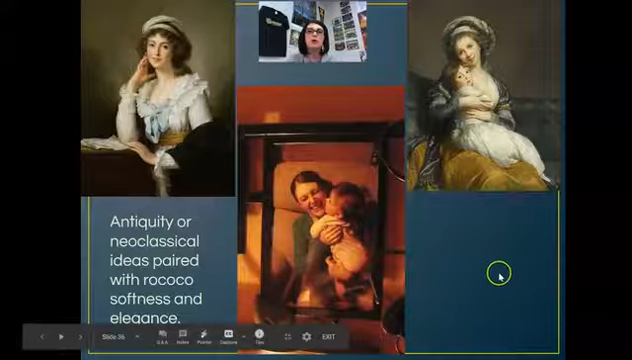 Antiquity or
neoclassical
ideas paired
with rococo
softness and
elegance.
Slide 36
Q & A
Notes
Pointer
Captions
Tips
EXIT